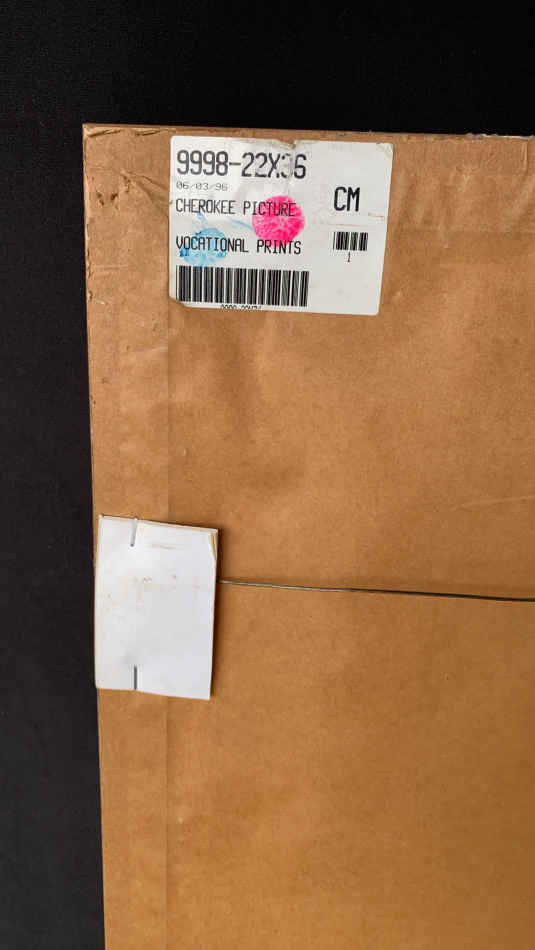 9998-22X36
06/03/96
CHEROKEE PICTURE
CM
VOCATIONAL PRINTS
1